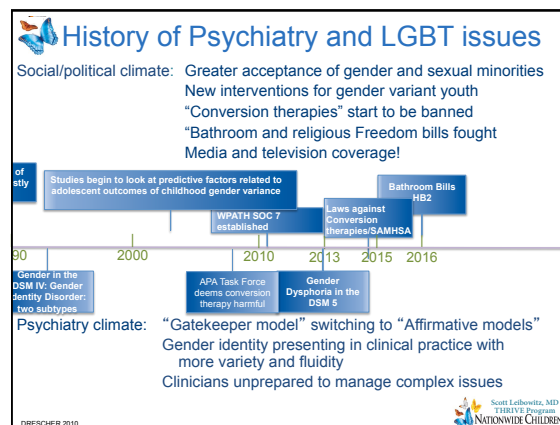 History of Psychiatry and LGBT issues
Social/political climate: Greater acceptance of gender and sexual minorities
New interventions for gender variant youth
“Conversion therapies” start to be banned
“Bathroom and religious Freedom bills fought
Media and television coverage!
of
stly
Studies begin to look at predictive factors related to
adolescent outcomes of childhood gender variance
WPATH SOC 7
established
Laws against
Conversion
therapies/SAMHSA
Bathroom Bills
HB2
90 2000 2010 2013 2015 2016
Gender in the
DSM IV: Gender
dentity Disorder:
two subtypes
APA Task Force
deems conversion
therapy harmful
Gender
Dysphoria in the
DSM 5
Psychiatry climate: “Gatekeeper model” switching to “Affirmative models”
Gender identity presenting in clinical practice with
more variety and fluidity
Clinicians unprepared to manage complex issues
Scott Leibowitz, MD
THRIVE Program
NATIONWIDE CHILDREN
DRESCHER 2010